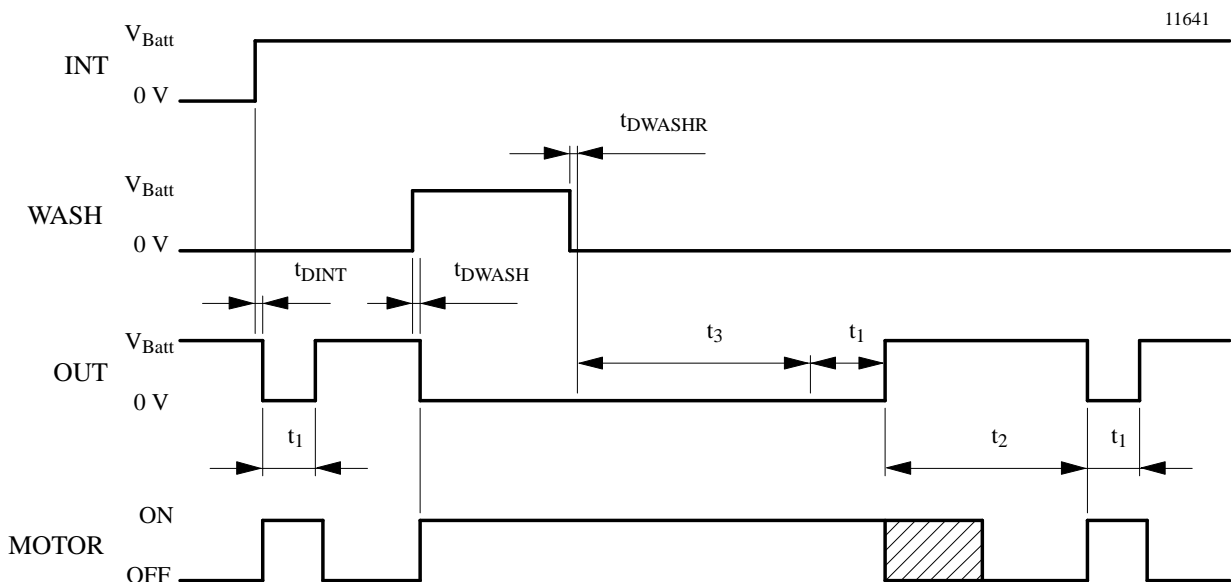 11641
V_Batt
INT
0 V
t_DWASHR
V_Batt
WASH
0 V
t_DINT
t_DWASH
V_Batt
t_3
t_1
OUT
0 V
t_1
t_2
t_1
ON
MOTOR
OFF